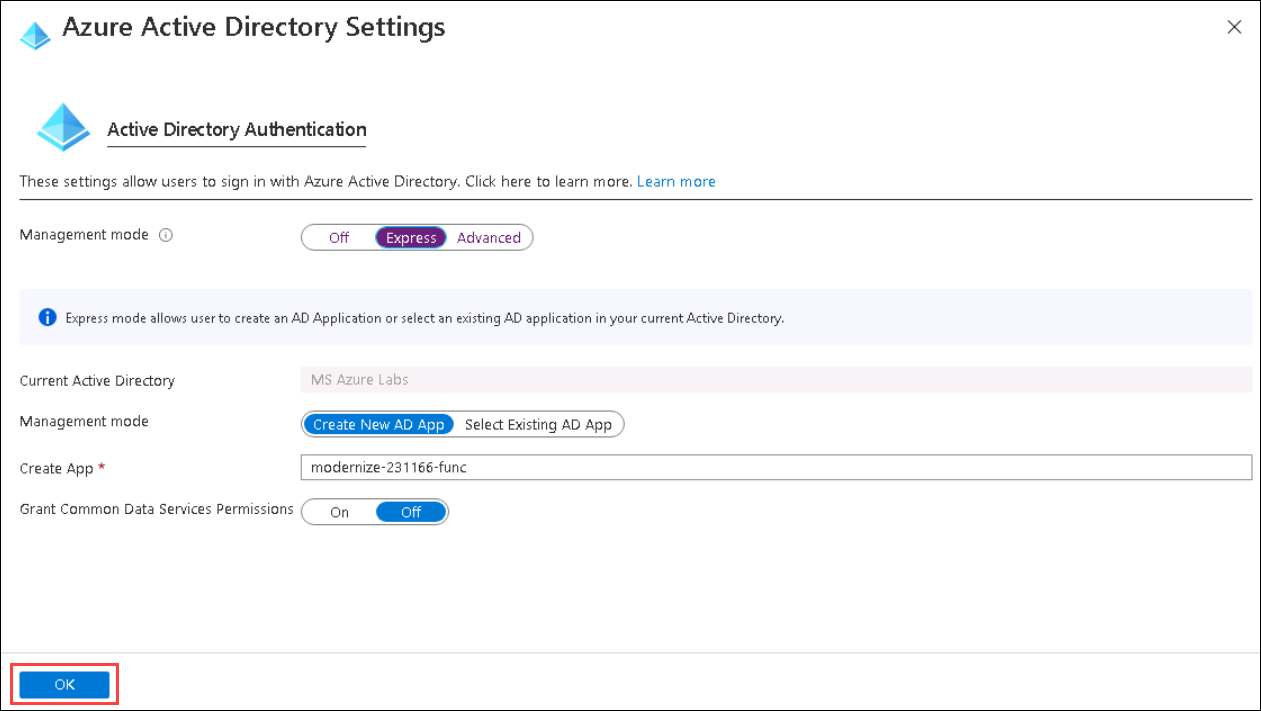 Azure Active Directory Settings
Active Directory Authentication
These settings allow users to sign in with Azure Active Directory. Click here to learn more. Learn more
Management mode
Off Express Advanced
Express mode allows user to create an AD Application or select an existing AD application in your current Active Directory.
Current Active Directory
MS Azure Labs
Management mode
Create New AD App Select Existing AD App
Create App *
modernize-231166-func
Grant Common Data Services Permissions
On Off
OK